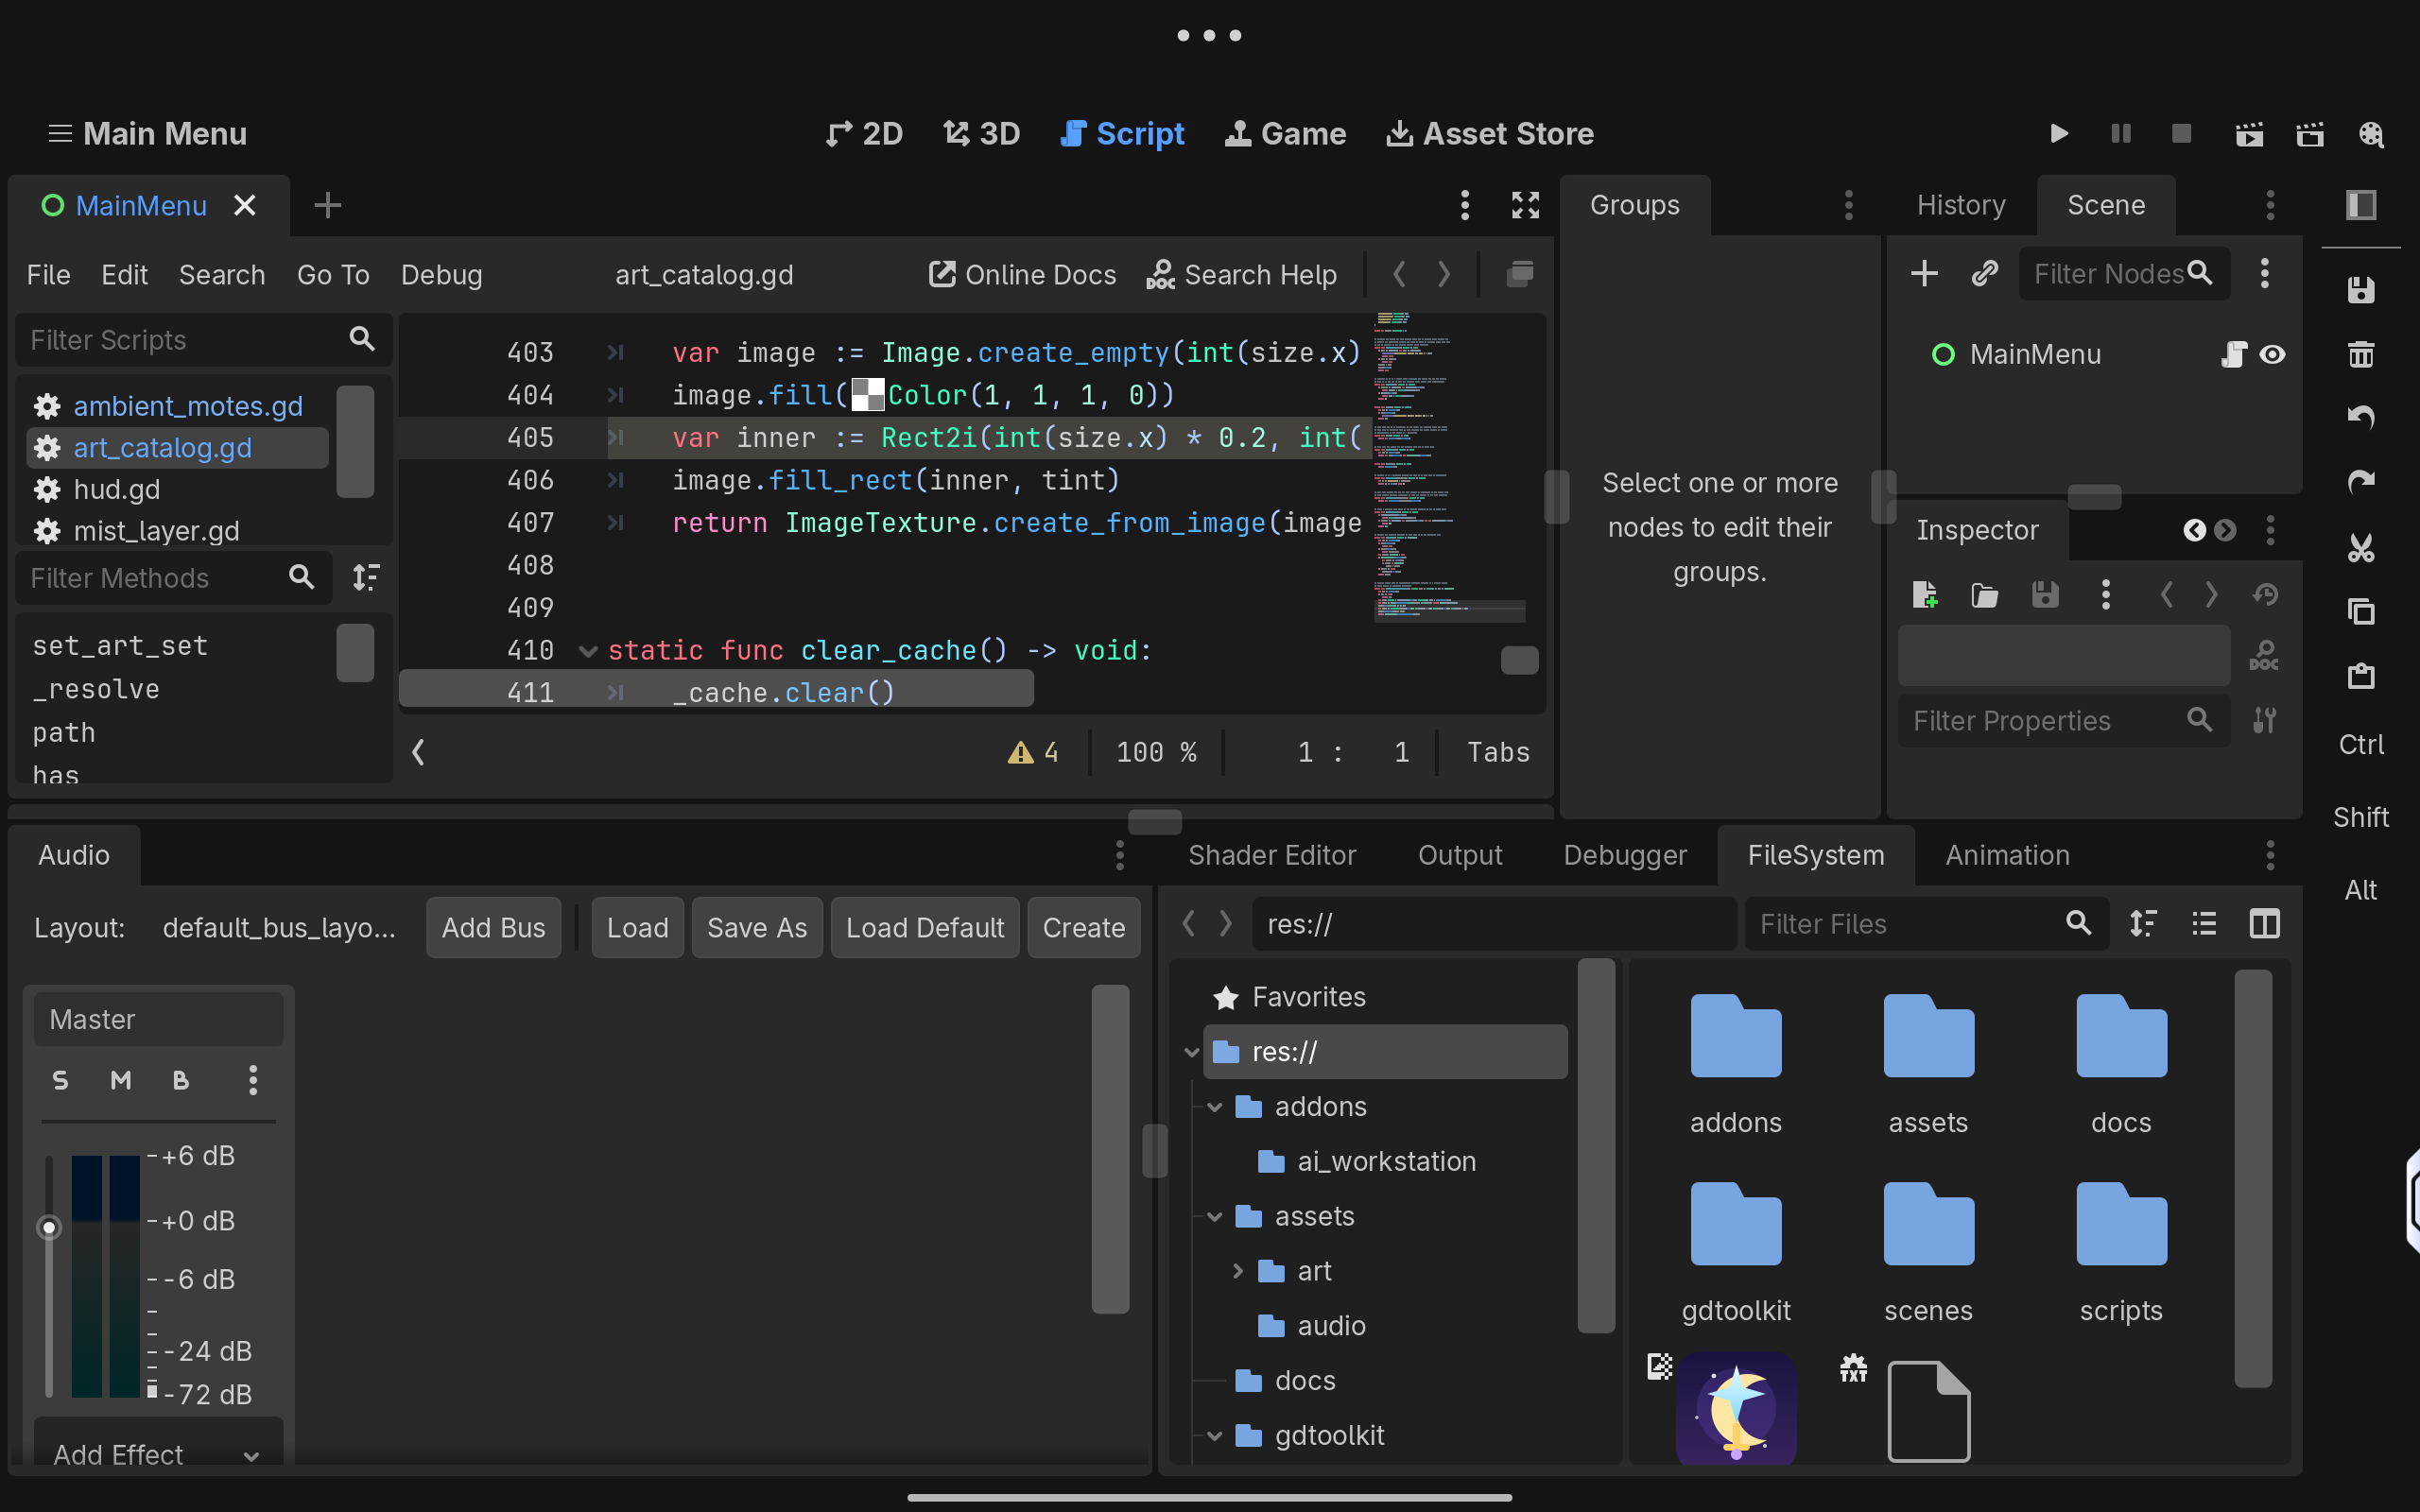 Main Menu
2D
3D
Script
Game
Asset Store
MainMenu
File Edit Search Go To Debug
art_catalog.gd
Online Docs
Search Help
Filter Scripts
ambient_motes.gd
art_catalog.gd
hud.gd
mist_layer.gd
Filter Methods
set_art_set
_resolve
path
has
403 var image := Image.create_empty(int(size.x)
404 image.fill(Color(1, 1, 1, 0))
405 var inner := Rect2i(int(size.x) * 0.2, int(
406 image.fill_rect(inner, tint)
407 return ImageTexture.create_from_image(image
408
409
410 static func clear_cache() -> void:
411 _cache.clear()
4
100 %
1 : 1
Tabs
Groups
Select one or more
nodes to edit their
groups.
History
Scene
Filter Nodes
MainMenu
Inspector
DOC
Filter Properties
Ctrl
Shift
Alt
Audio
Layout: default_bus_layo...
Add Bus
Load
Save As
Load Default
Create
Master
S M B
+6 dB
+0 dB
-6 dB
-24 dB
-72 dB
Add Effect
Shader Editor
Output
Debugger
FileSystem
Animation
res://
Filter Files
Favorites
res://
addons
ai_workstation
assets
art
audio
docs
gdtoolkit
addons
assets
docs
gdtoolkit
scenes
scripts
TXT